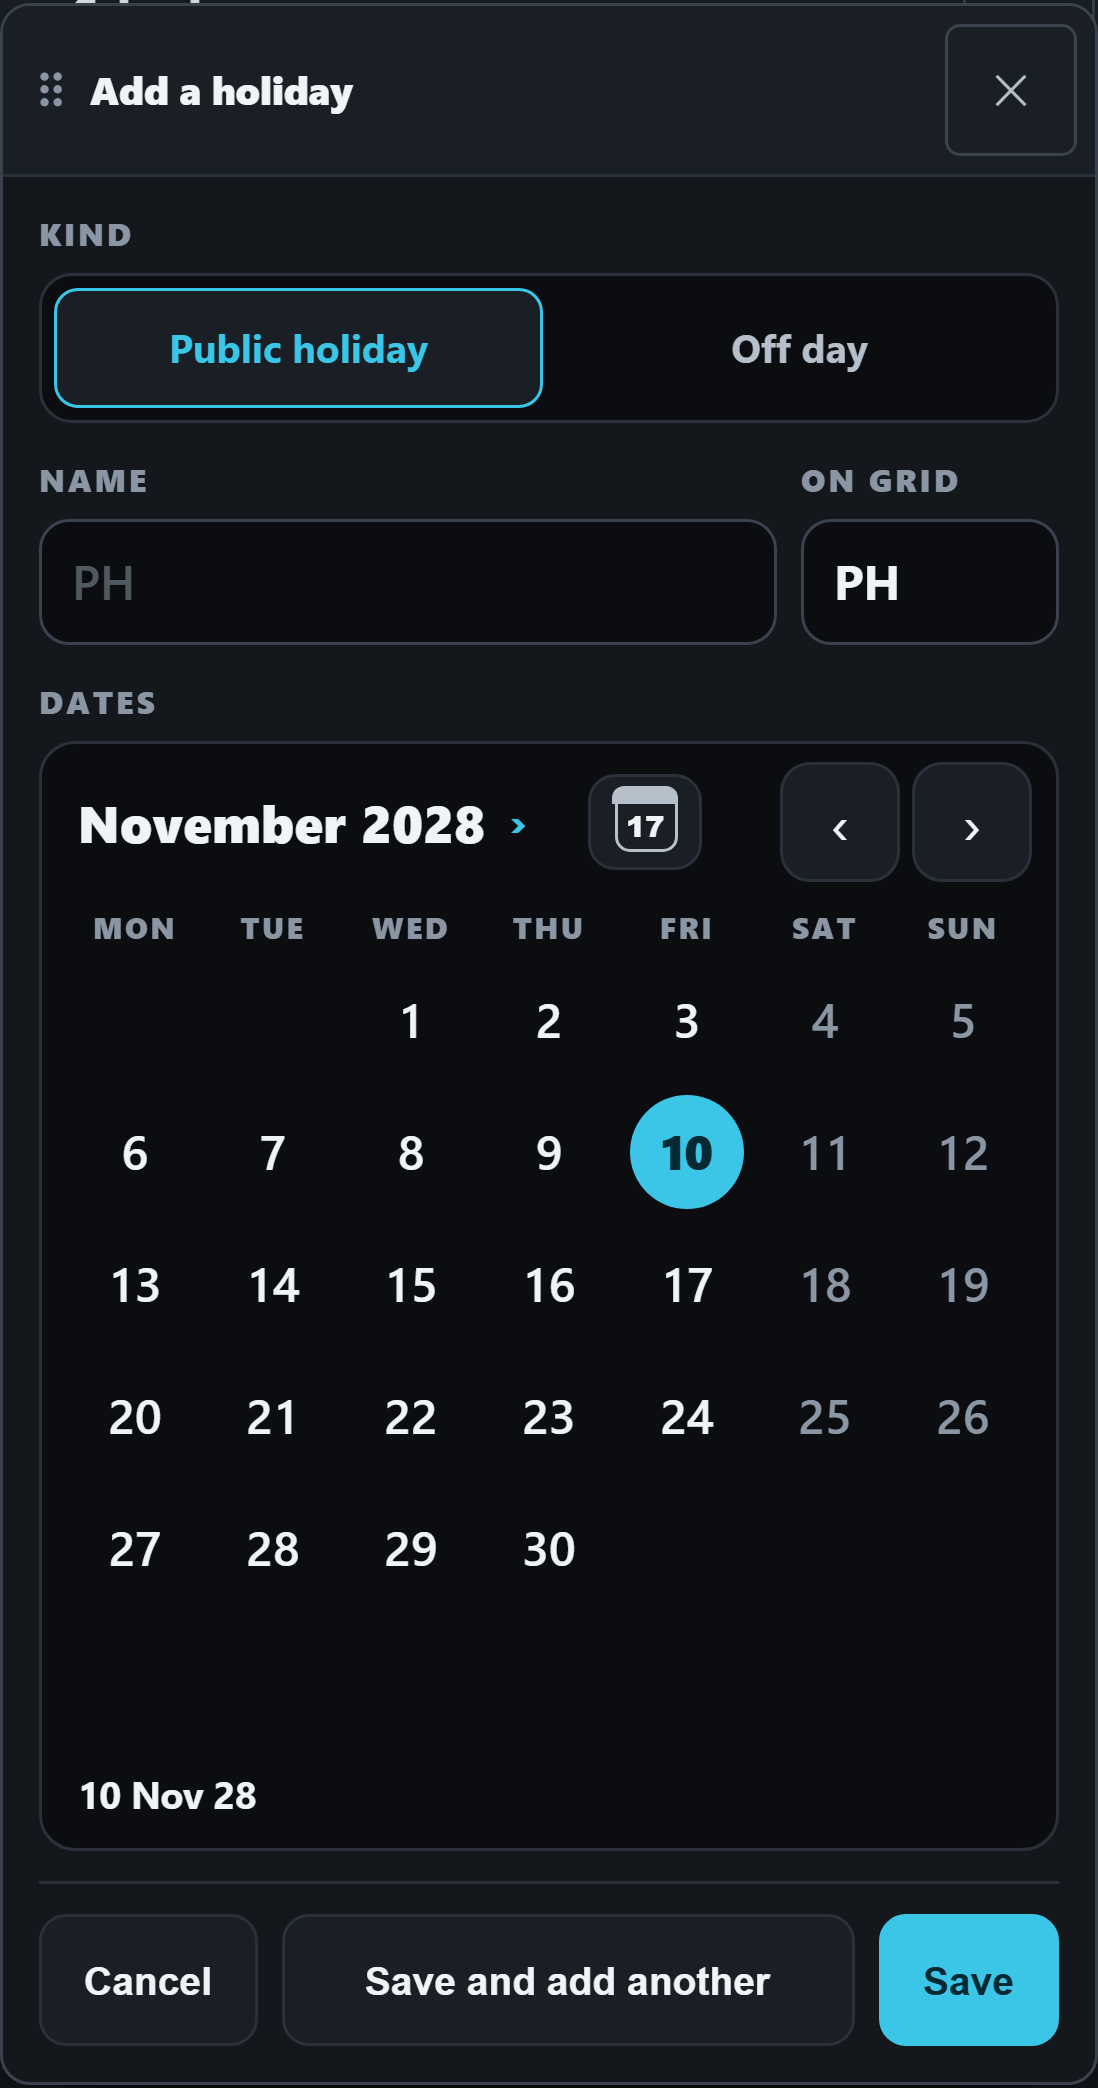 Add a holiday
KIND
Public holiday Off day
NAME ON GRID
PH PH
DATES
November 2028 › 17 ‹ ›
MON TUE WED THU FRI SAT SUN
1 2 3 4 5
6 7 8 9 10 11 12
13 14 15 16 17 18 19
20 21 22 23 24 25 26
27 28 29 30
10 Nov 28
Cancel Save and add another Save